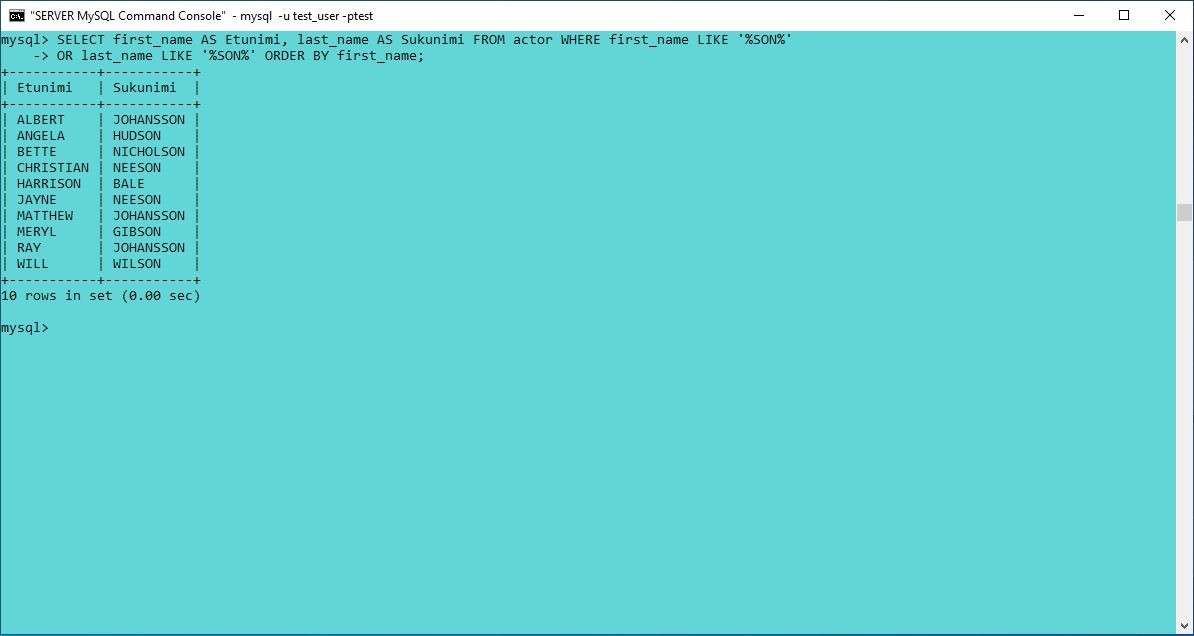 "SERVER MySQL Command Console" - mysql -u test_user -ptest
mysql> SELECT first_name AS Etunimi, last_name AS Sukunimi FROM actor WHERE first_name LIKE '%SON%'
    -> OR last_name LIKE '%SON%' ORDER BY first_name;
+-----------+-----------+
| Etunimi   | Sukunimi  |
+-----------+-----------+
| ALBERT    | JOHANSSON |
| ANGELA    | HUDSON    |
| BETTE     | NICHOLSON |
| CHRISTIAN | NEESON    |
| HARRISON  | BALE      |
| JAYNE     | NEESON    |
| MATTHEW   | JOHANSSON |
| MERYL     | GIBSON    |
| RAY       | JOHANSSON |
| WILL      | WILSON    |
+-----------+-----------+
10 rows in set (0.00 sec)
mysql>